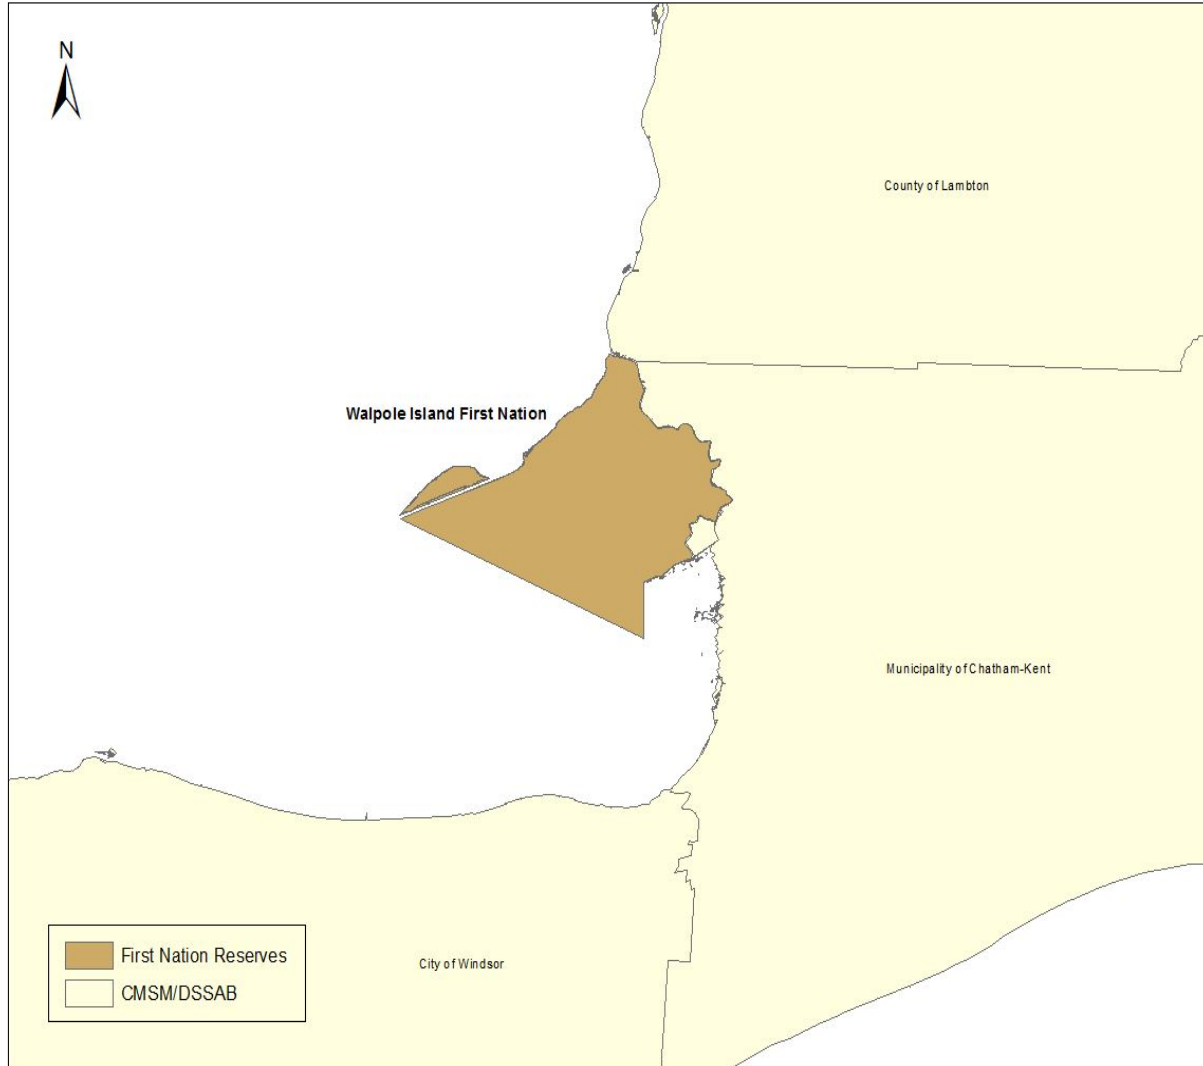 N
County of Lambton
Walpole Island First Nation
Municipality of Chatham-Kent
First Nation Reserves
City of Windsor
CMSM/DSSAB